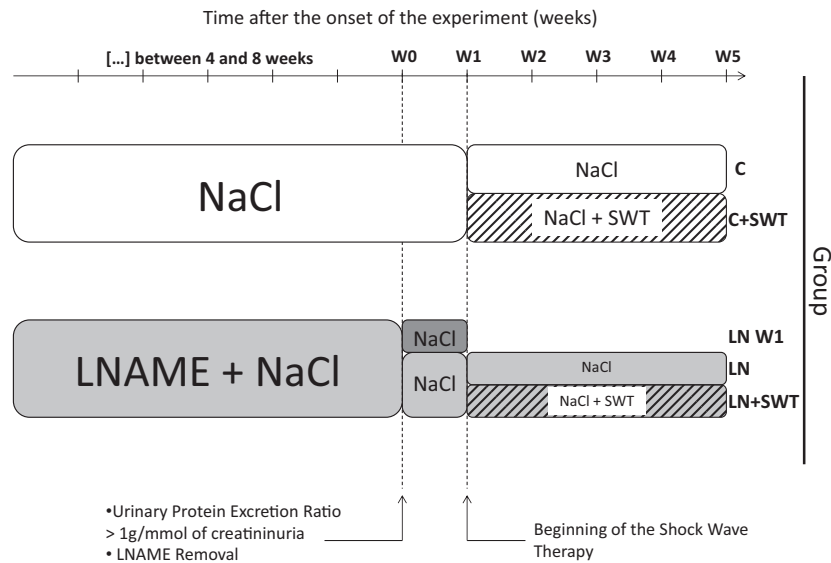 Time after the onset of the experiment (weeks)
[...] between 4 and 8 weeks W0 W1 W2 W3 W4 W5
NaCl
NaCl C
NaCl + SWT C+SWT
Group
LNAME + NaCl
NaCl LN W1
NaCl
NaCl LN
NaCl + SWT LN+SWT
•Urinary Protein Excretion Ratio
> 1g/mmol of creatininuria
• LNAME Removal
Beginning of the Shock Wave
Therapy